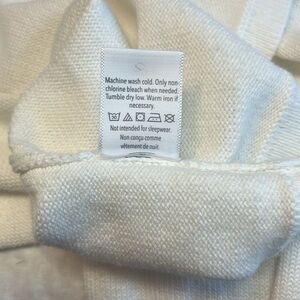 S
Machine wash cold. Only non-
chlorine bleach when needed.
Tumble dry low. Warm iron if
necessary.
Not intended for sleepwear.
Non conçu comme
vêtement de nuit